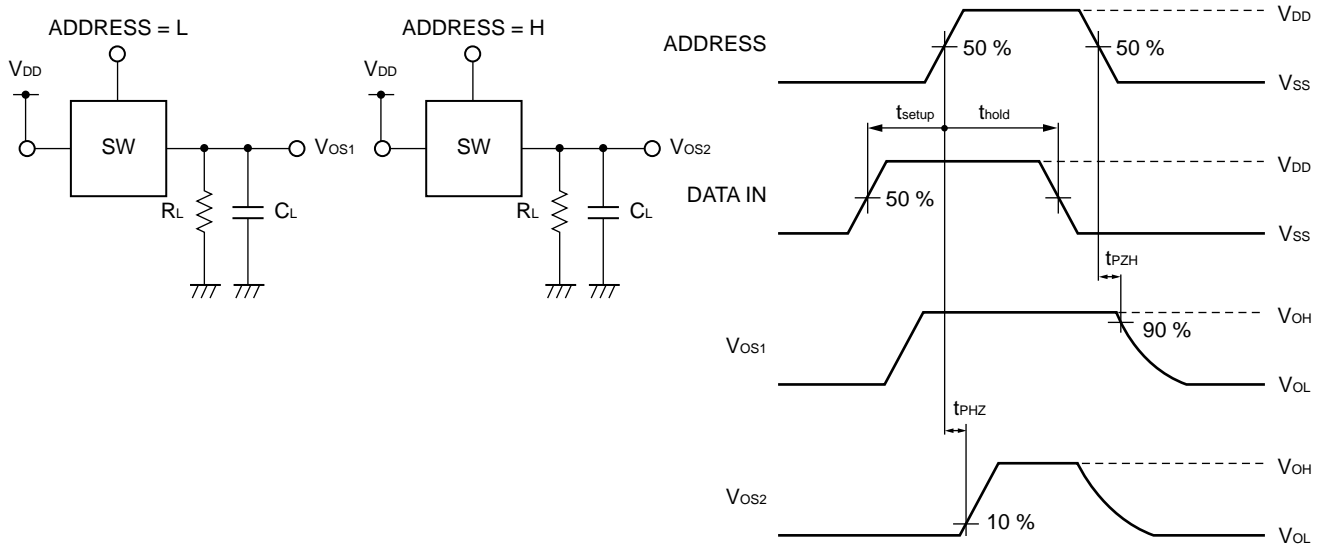 ADDRESS = L
VDD
SW
VOS1
RL
CL
ADDRESS = H
VDD
SW
VOS2
RL
CL
ADDRESS
50 %
50 %
VDD
VSS
tsetup
thold
DATA IN
50 %
VDD
VSS
tPZH
VOS1
90 %
VOH
VOL
tPHZ
VOS2
10 %
VOH
VOL